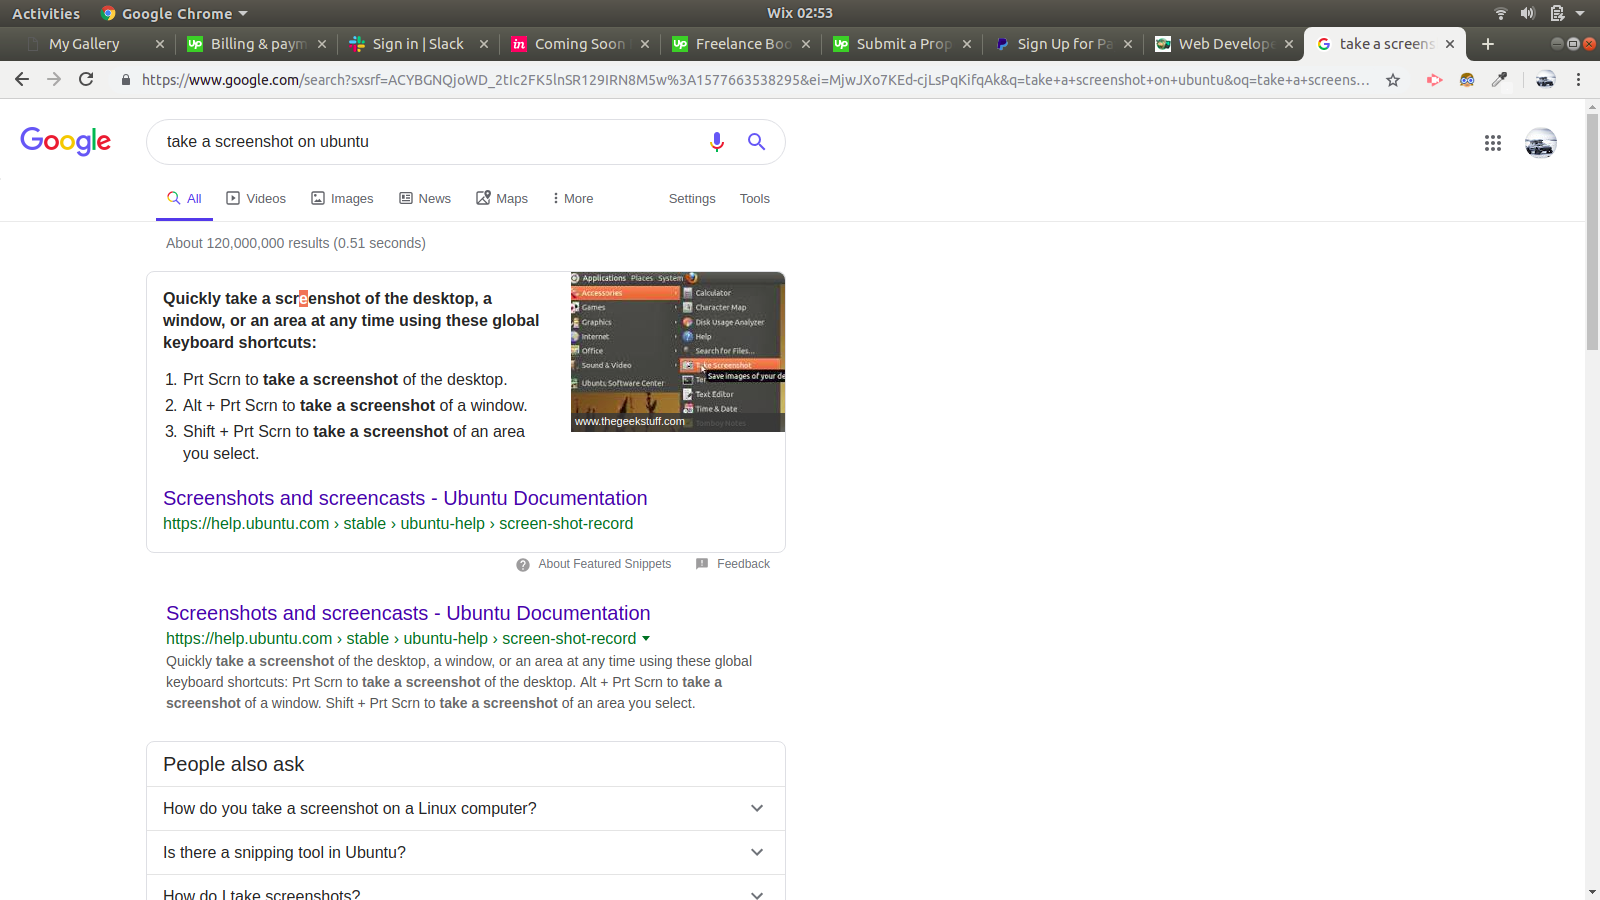 Activities
Google Chrome
Wix 02:53
My Gallery
Billing & paym
Sign in | Slack
Coming Soon
Freelance Boo
Submit a Prop
Sign Up for Pa
Web Develope
take a screens
https://www.google.com/search?sxsrf=ACYBGNQjoWD_2tIc2FK5lnSR129IRN8M5w%3A1577663538295&ei=MjwJXo7KEd-cjLsPqKifqAk&q=take+a+screenshot+on+ubuntu&oq=take+a+screens...
Google
take a screenshot on ubuntu
All
Videos
Images
News
Maps
More
Settings
Tools
About 120,000,000 results (0.51 seconds)
Quickly take a screenshot of the desktop, a
window, or an area at any time using these global
keyboard shortcuts:
1. Prt Scrn to take a screenshot of the desktop.
2. Alt + Prt Scrn to take a screenshot of a window.
3. Shift + Prt Scrn to take a screenshot of an area
you select.
Applications Places System
Accessories
Games
Graphics
Internet
Office
Sound & Video
Ubuntu Software Center
Calculator
Character Map
Disk Usage Analyzer
Help
Search for Files...
Take Screenshot
Save images of your de
Text Editor
Time & Date
Tomboy Notes
www.thegeekstuff.com
Screenshots and screencasts - Ubuntu Documentation
https://help.ubuntu.com › stable › ubuntu-help › screen-shot-record
About Featured Snippets
Feedback
Screenshots and screencasts - Ubuntu Documentation
https://help.ubuntu.com › stable › ubuntu-help › screen-shot-record
Quickly take a screenshot of the desktop, a window, or an area at any time using these global
keyboard shortcuts: Prt Scrn to take a screenshot of the desktop. Alt + Prt Scrn to take a
screenshot of a window. Shift + Prt Scrn to take a screenshot of an area you select.
People also ask
How do you take a screenshot on a Linux computer?
Is there a snipping tool in Ubuntu?
How do I take screenshots?